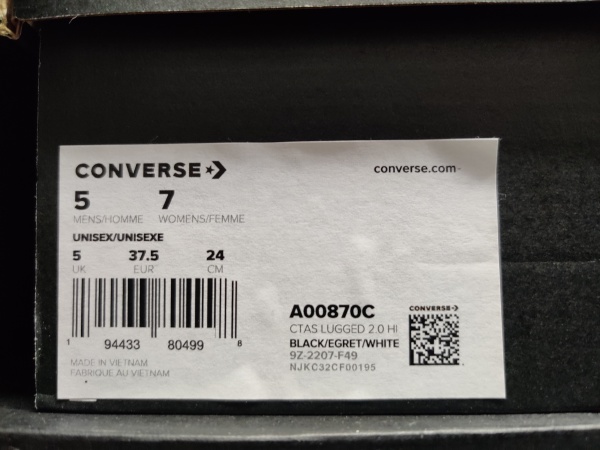 CONVERSE
converse.com
5 7
MENS/HOMME WOMENS/FEMME
UNISEX/UNISEXE
5 37.5 24
UK EUR CM
1 94433 80499 8
MADE IN VIETNAM
FABRIQUE AU VIETNAM
A00870C
CTAS LUGGED 2.0 HI
BLACK/EGRET/WHITE
9Z-2207-F49
NJKC32CF00195
CONVERSE